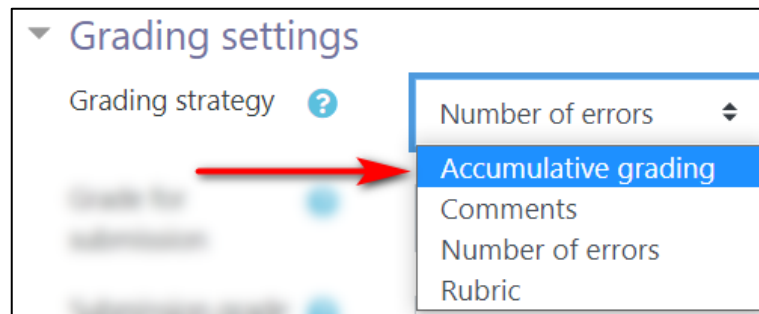 Grading settings
Grading strategy
Number of errors
Accumulative grading
Comments
Number of errors
Rubric